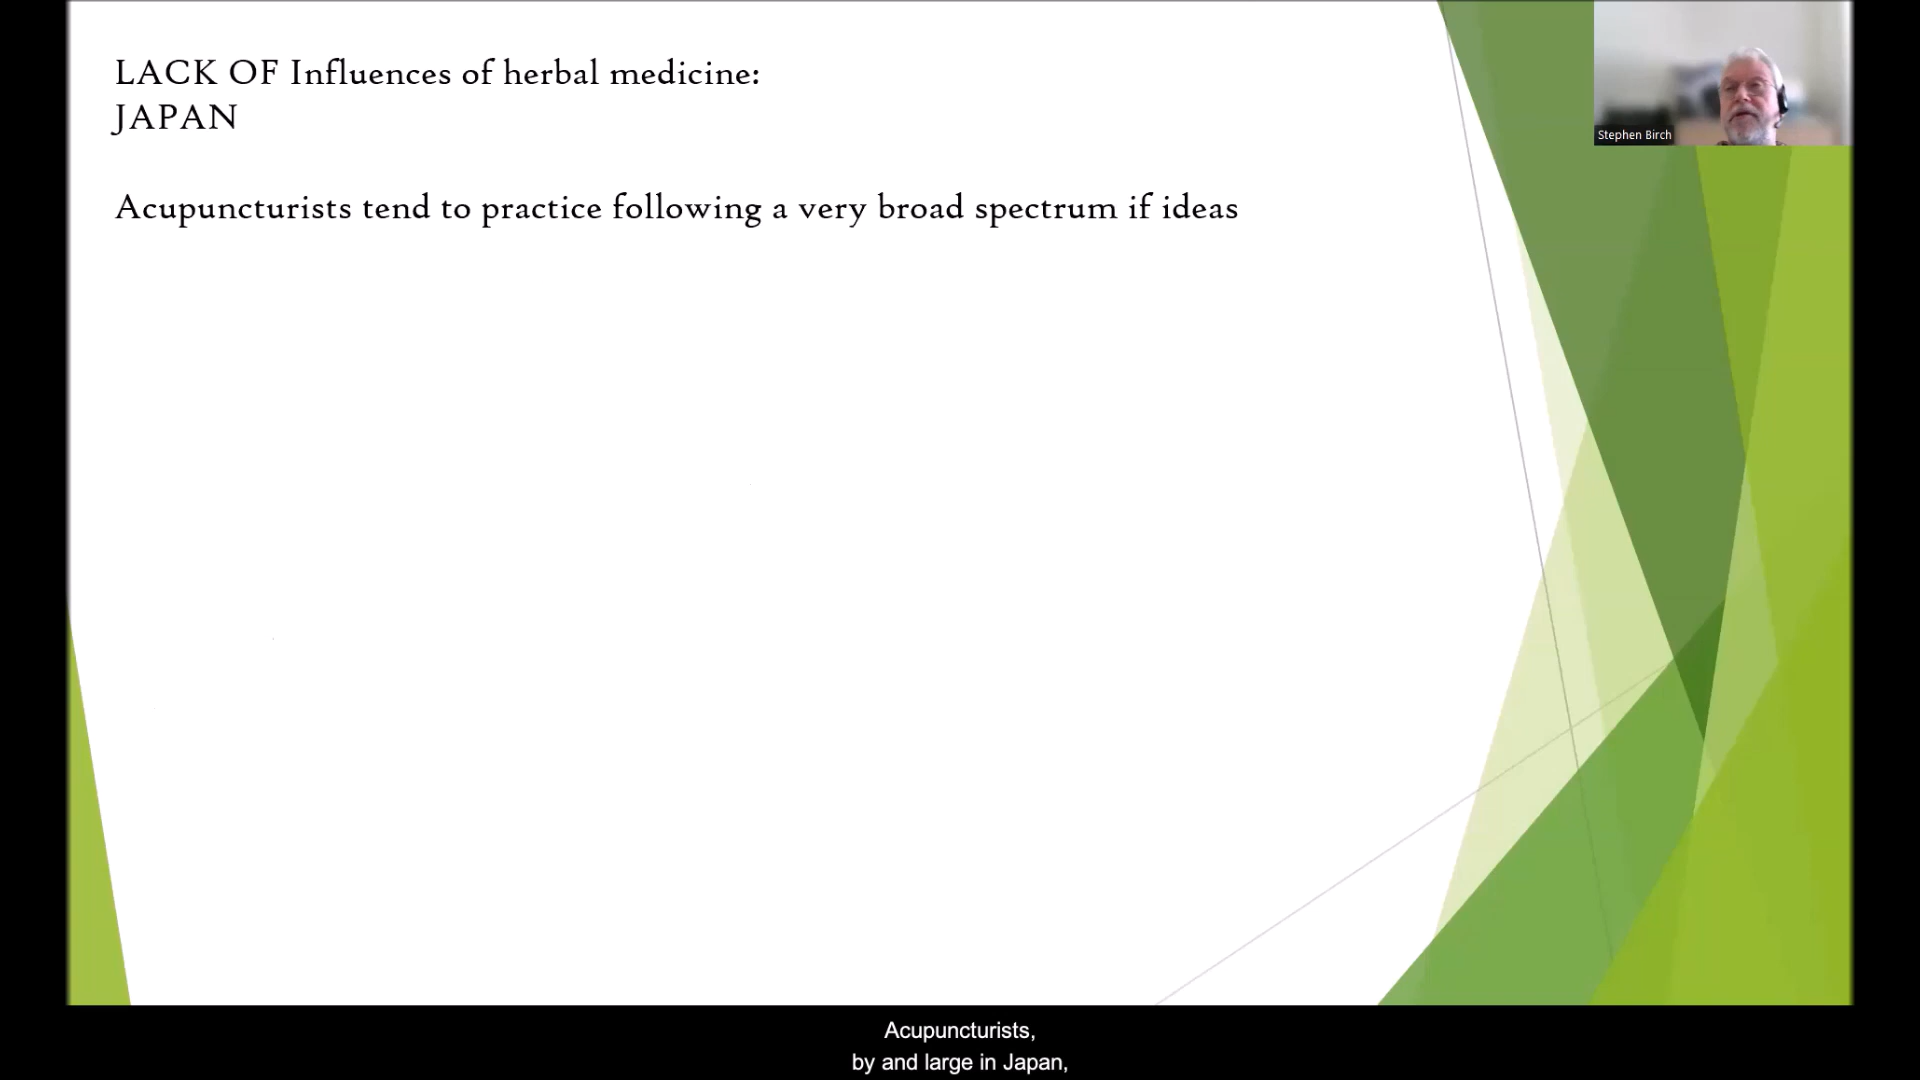 LACK OF Influences of herbal medicine:
JAPAN
Acupuncturists tend to practice following a very broad spectrum if ideas
Stephen Birch
Acupuncturists,
by and large in Japan,